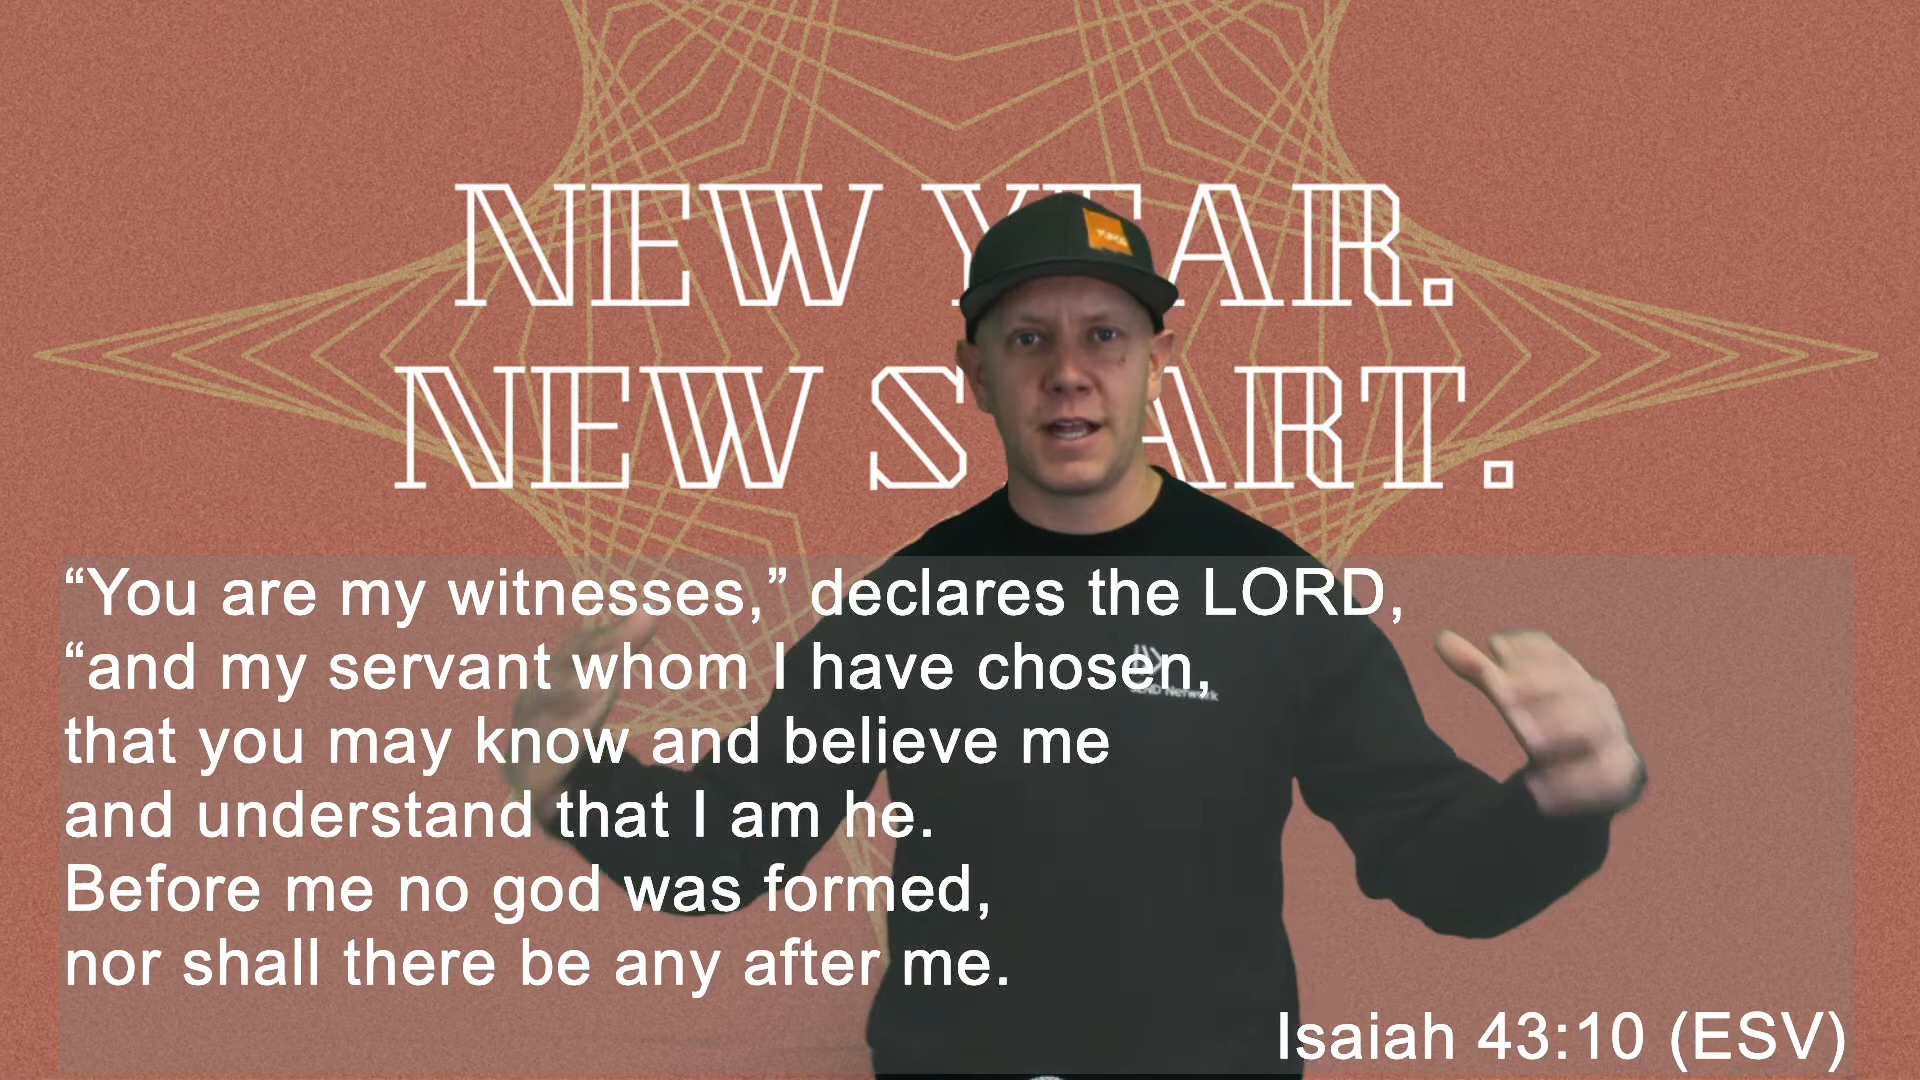 NEW YEAR.
NEW START.
“You are my witnesses,” declares the LORD,
“and my servant whom I have chosen,
SEND Network
that you may know and believe me
and understand that I am he.
Before me no god was formed,
nor shall there be any after me.
Isaiah 43:10 (ESV)